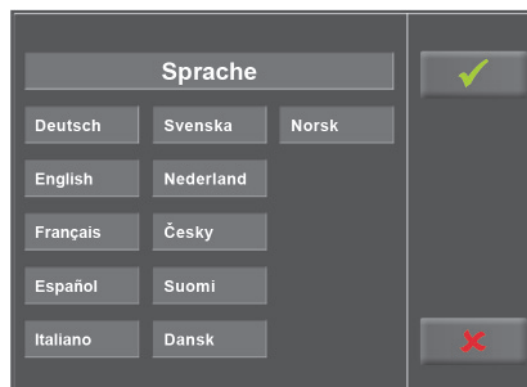 Sprache
Deutsch Svenska Norsk
English Nederland
Français Česky
Español Suomi
Italiano Dansk